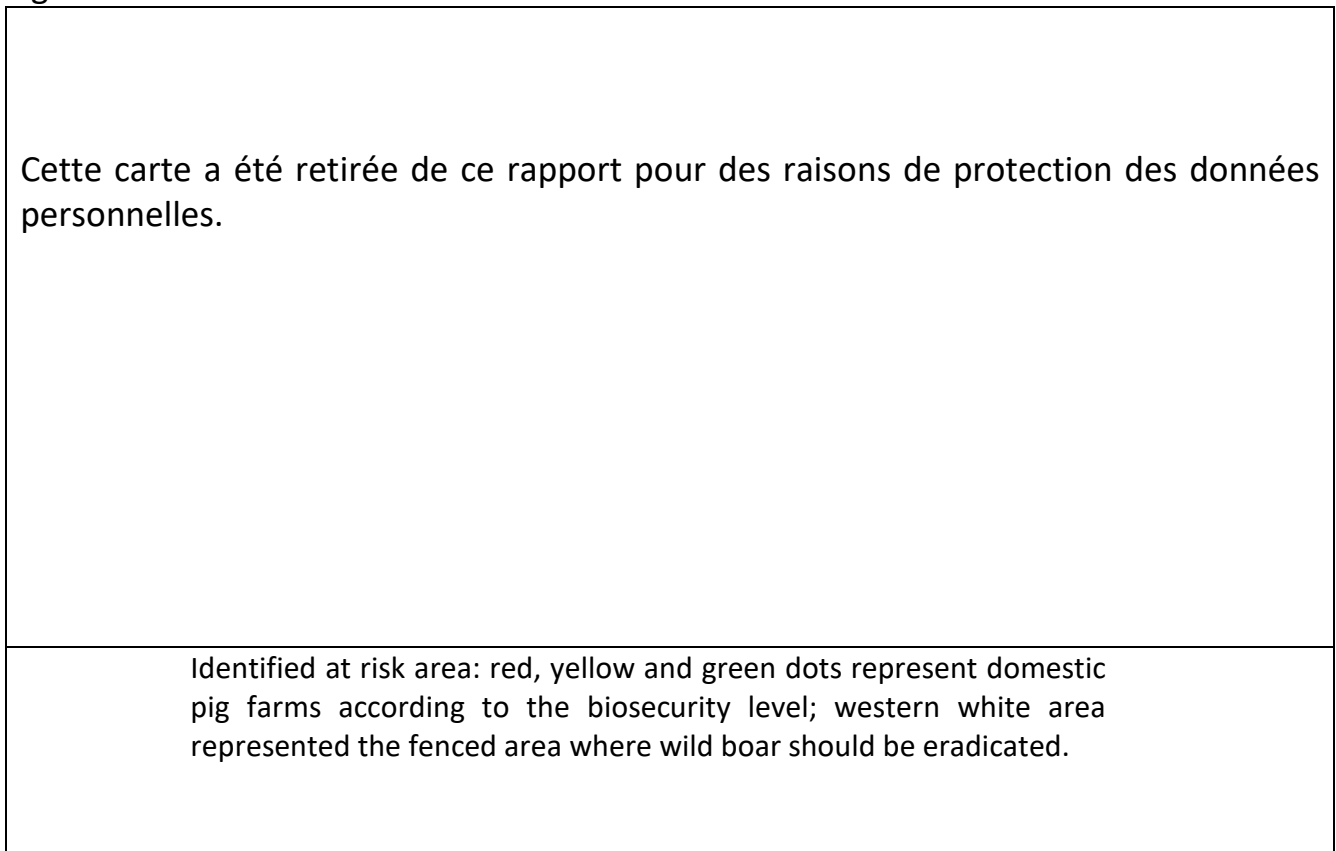 Cette carte a été retirée de ce rapport pour des raisons de protection des données
personnelles.
Identified at risk area: red, yellow and green dots represent domestic
pig farms according to the biosecurity level; western white area
represented the fenced area where wild boar should be eradicated.